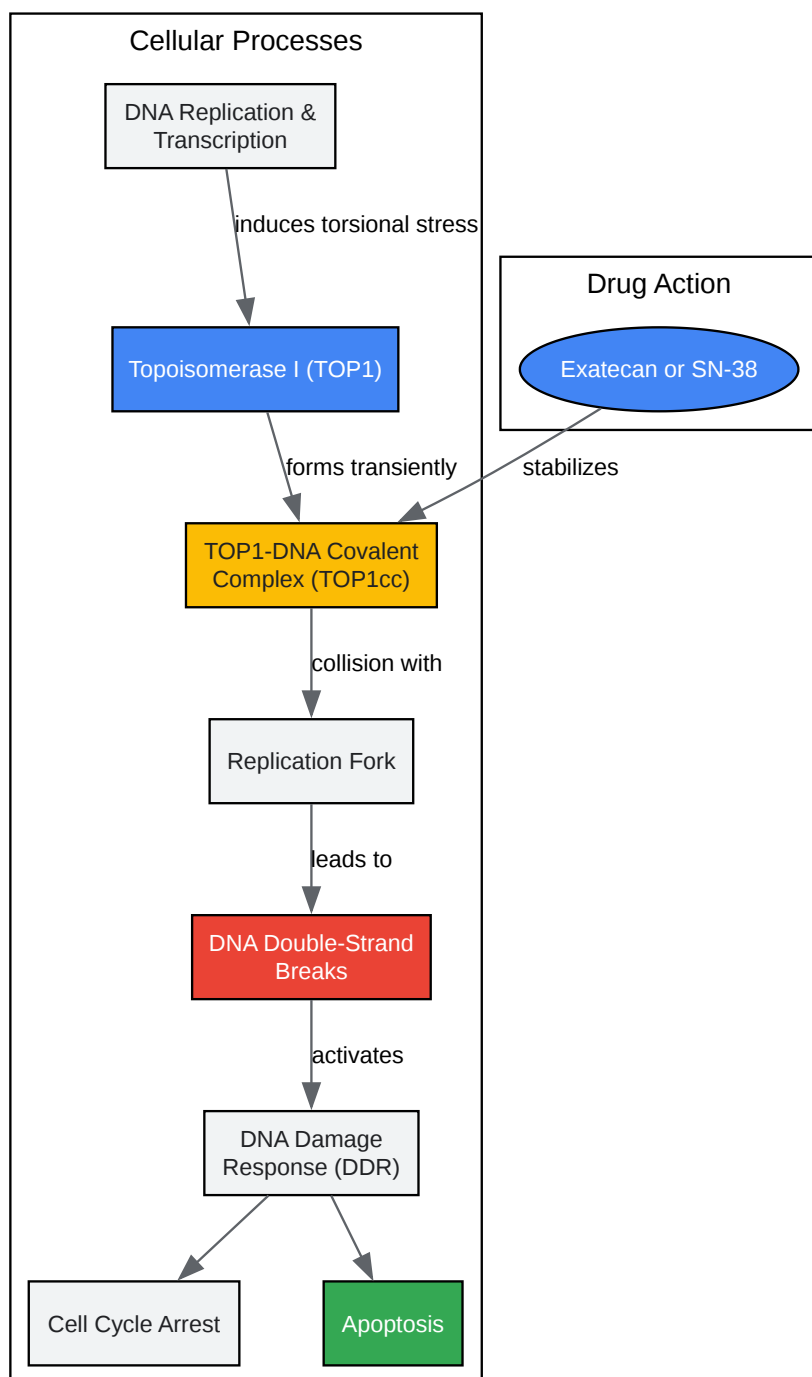 Cellular Processes
DNA Replication &
Transcription
induces torsional stress
Drug Action
Topoisomerase I (TOP1)
Exatecan or SN-38
forms transiently
stabilizes
TOP1-DNA Covalent
Complex (TOP1cc)
collision with
Replication Fork
leads to
DNA Double-Strand
Breaks
activates
DNA Damage
Response (DDR)
Cell Cycle Arrest
Apoptosis